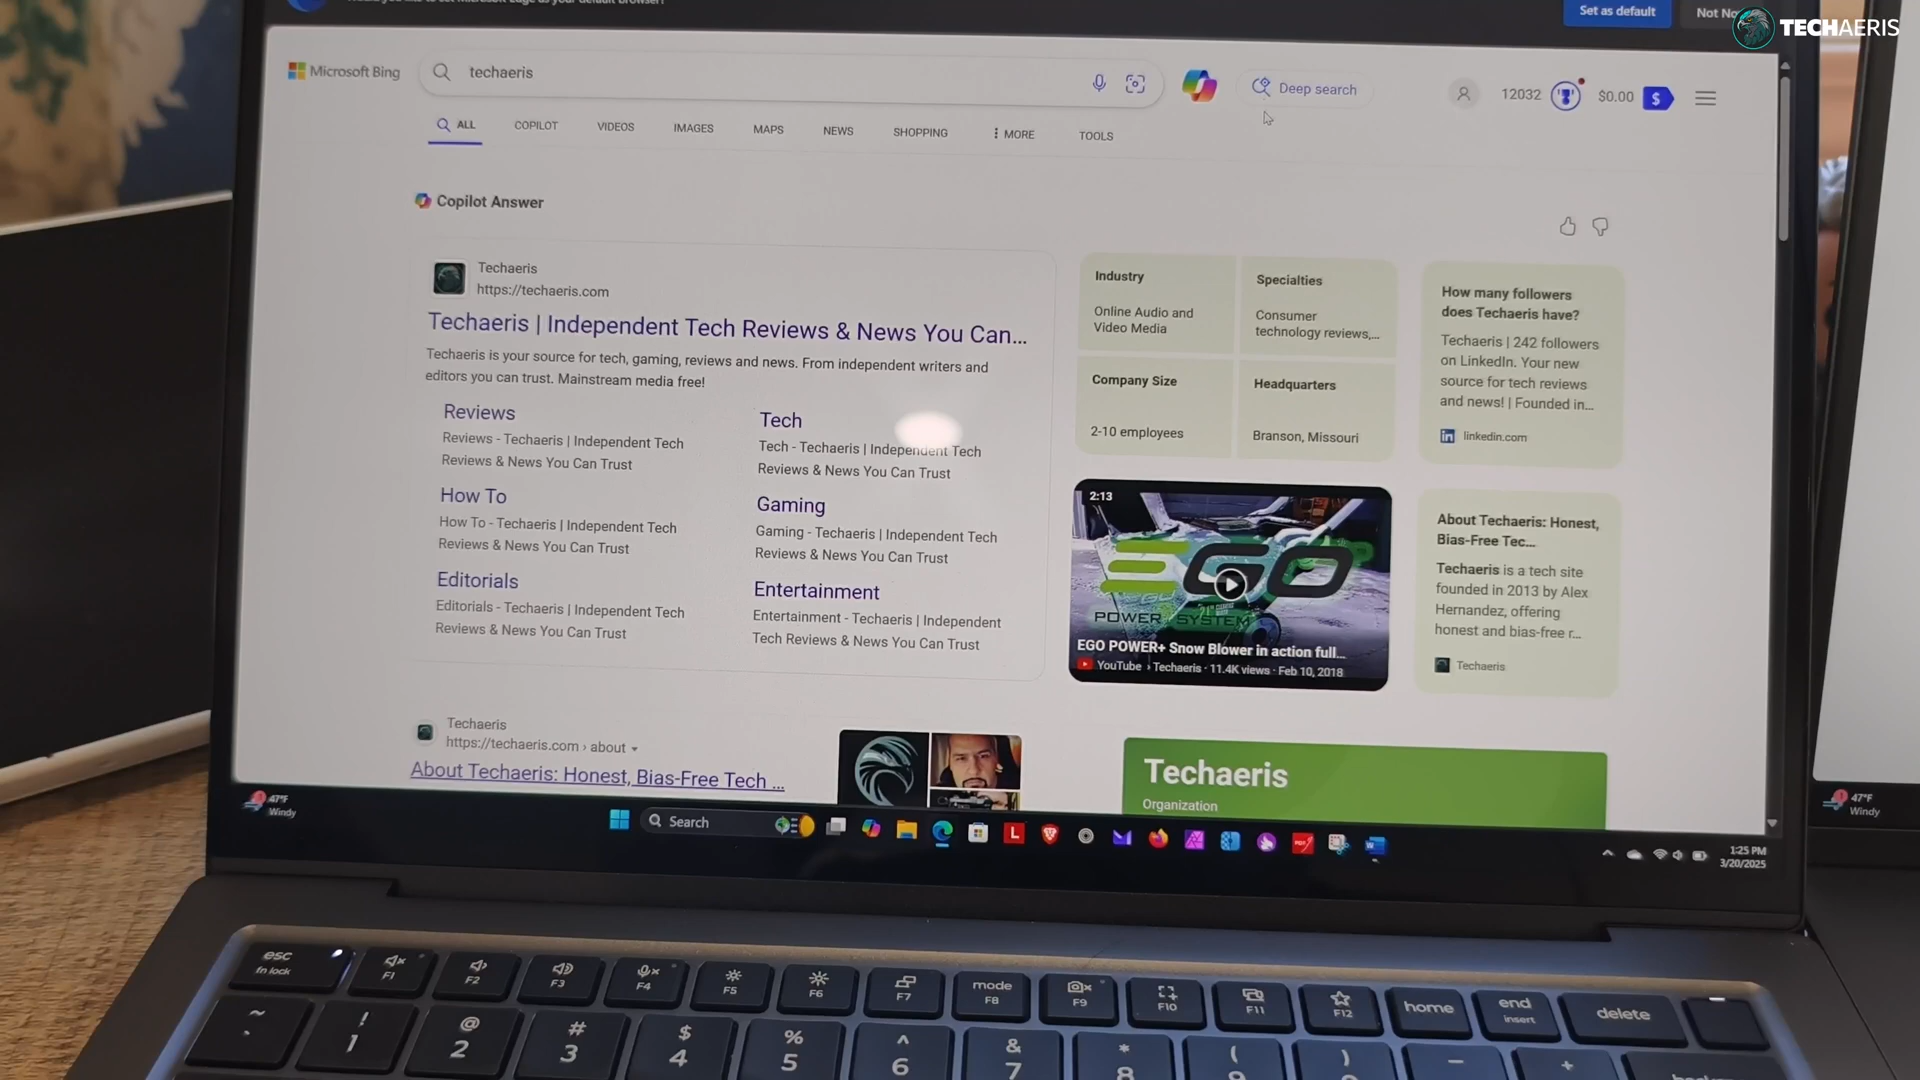 Set as default
TECHAERIS
Microsoft Bing
techaeris
Deep search
12032
$0.00
$
ALL
COPILOT
VIDEOS
IMAGES
MAPS
NEWS
SHOPPING
MORE
TOOLS
Copilot Answer
Techaeris
https://techaeris.com
Techaeris | Independent Tech Reviews & News You Can...
Techaeris is your source for tech, gaming, reviews and news. From independent writers and
editors you can trust. Mainstream media free!
Reviews
Reviews - Techaeris | Independent Tech
Reviews & News You Can Trust
Tech
Tech - Techaeris | Independent Tech
Reviews & News You Can Trust
How To
How To - Techaeris | Independent Tech
Reviews & News You Can Trust
Gaming
Gaming - Techaeris | Independent Tech
Reviews & News You Can Trust
Editorials
Editorials - Techaeris | Independent Tech
Reviews & News You Can Trust
Entertainment
Entertainment - Techaeris | Independent
Tech Reviews & News You Can Trust
Industry
Online Audio and
Video Media
Specialties
Consumer
technology reviews,...
Company Size
2-10 employees
Headquarters
Branson, Missouri
How many followers
does Techaeris have?
Techaeris | 242 followers
on LinkedIn. Your new
source for tech reviews
and news! | Founded in...
linkedin.com
2:13
EGO
POWER SYSTEM
EGO POWER+ Snow Blower in action full...
YouTube › Techaeris · 11.4K views · Feb 10, 2018
About Techaeris: Honest,
Bias-Free Tec...
Techaeris is a tech site
founded in 2013 by Alex
Hernandez, offering
honest and bias-free r...
Techaeris
Techaeris
https://techaeris.com › about
About Techaeris: Honest, Bias-Free Tech ...
Techaeris
Organization
47°F
Windy
Search
1:25 PM
3/20/2025
47°F
Windy
esc
fn lock
F1
F2
F3
F4
F5
F6
F7
mode
F8
F9
F10
F11
F12
home
end
insert
delete
~
!
1
@
2
#
3
$
4
%
5
^
6
&
7
*
8
(
)